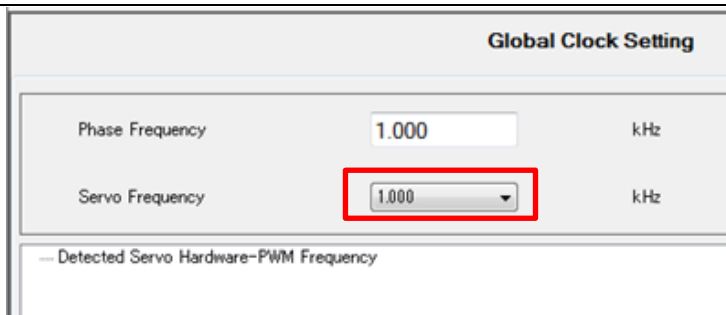 Global Clock Setting
Phase Frequency 1.000 kHz
Servo Frequency 1.000 kHz
Detected Servo Hardware-PWM Frequency